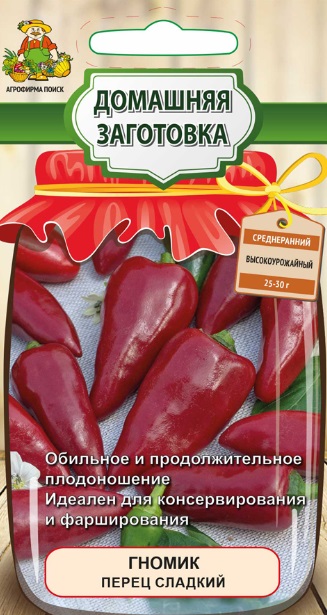 АГРОФИРМА ПОИСК
ДОМАШНЯЯ
ЗАГОТОВКА
СРЕДНЕРАННИЙ
ВЫСОКОУРОЖАЙНЫЙ
25-30 г
Обильное и продолжительное
плодоношение
Идеален для консервирования
и фарширования
ГНОМИК
ПЕРЕЦ СЛАДКИЙ